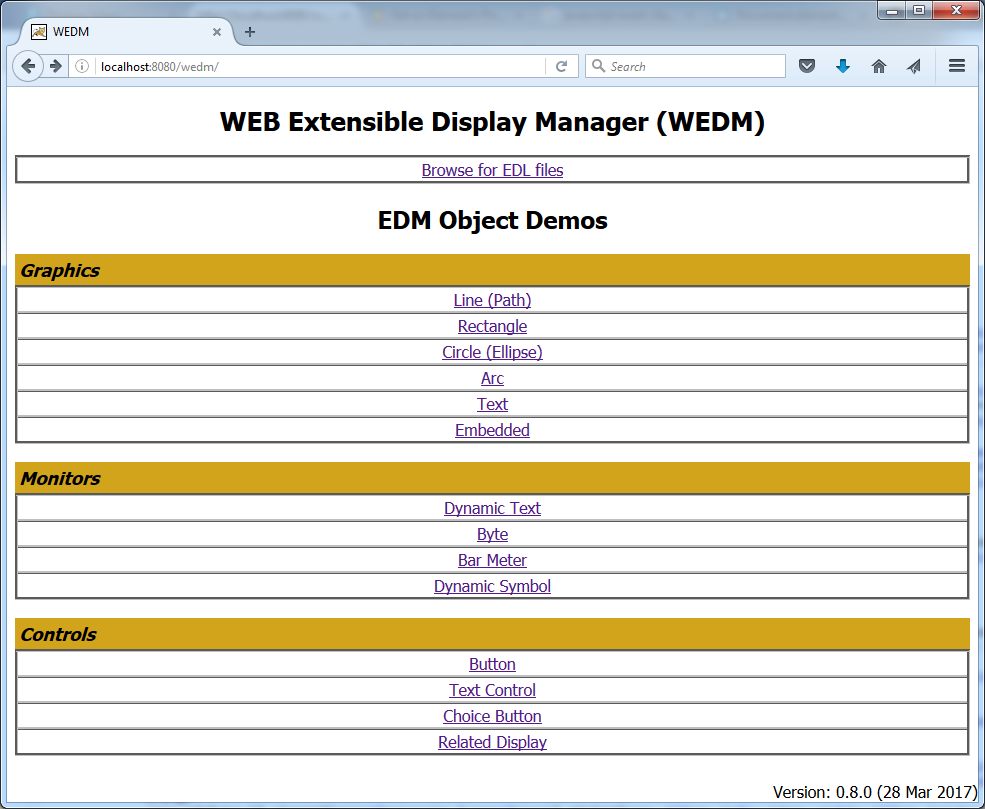 WEDM
localhost:8080/wedm/
Search
WEB Extensible Display Manager (WEDM)
Browse for EDL files
EDM Object Demos
Graphics
Line (Path)
Rectangle
Circle (Ellipse)
Arc
Text
Embedded
Monitors
Dynamic Text
Byte
Bar Meter
Dynamic Symbol
Controls
Button
Text Control
Choice Button
Related Display
Version: 0.8.0 (28 Mar 2017)